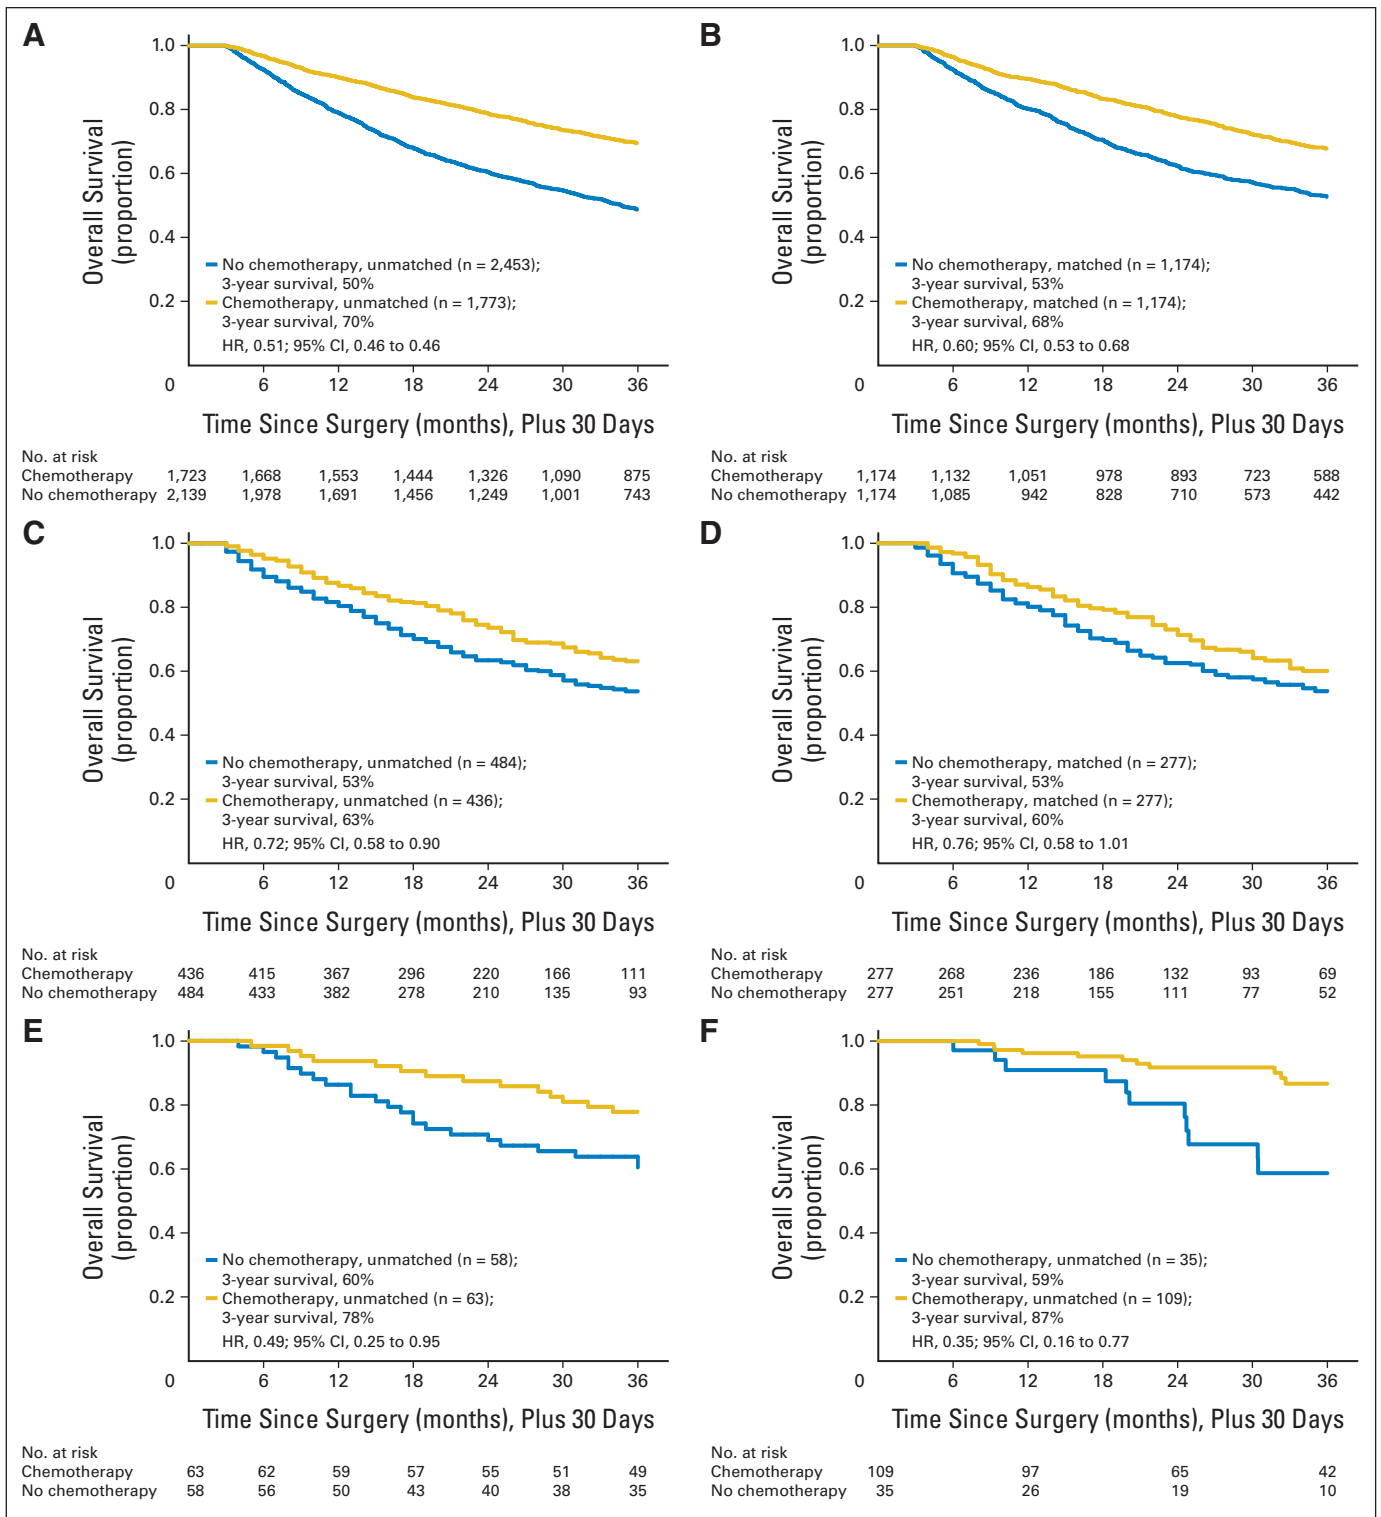 A
Overall Survival
(proportion)
1.0
0.8
0.6
0.4
0.2
No chemotherapy, unmatched (n = 2,453);
3-year survival, 50%
Chemotherapy, unmatched (n = 1,773);
3-year survival, 70%
HR, 0.51; 95% CI, 0.46 to 0.46
0 6 12 18 24 30 36
Time Since Surgery (months), Plus 30 Days
No. at risk
Chemotherapy 1,723 1,668 1,553 1,444 1,326 1,090 875
No chemotherapy 2,139 1,978 1,691 1,456 1,249 1,001 743
B
Overall Survival
(proportion)
1.0
0.8
0.6
0.4
0.2
No chemotherapy, matched (n = 1,174);
3-year survival, 53%
Chemotherapy, matched (n = 1,174);
3-year survival, 68%
HR, 0.60; 95% CI, 0.53 to 0.68
0 6 12 18 24 30 36
Time Since Surgery (months), Plus 30 Days
No. at risk
Chemotherapy 1,174 1,132 1,051 978 893 723 588
No chemotherapy 1,174 1,085 942 828 710 573 442
C
Overall Survival
(proportion)
1.0
0.8
0.6
0.4
0.2
No chemotherapy, unmatched (n = 484);
3-year survival, 53%
Chemotherapy, unmatched (n = 436);
3-year survival, 63%
HR, 0.72; 95% CI, 0.58 to 0.90
0 6 12 18 24 30 36
Time Since Surgery (months), Plus 30 Days
No. at risk
Chemotherapy 436 415 367 296 220 166 111
No chemotherapy 484 433 382 278 210 135 93
D
Overall Survival
(proportion)
1.0
0.8
0.6
0.4
0.2
No chemotherapy, matched (n = 277);
3-year survival, 53%
Chemotherapy, matched (n = 277);
3-year survival, 60%
HR, 0.76; 95% CI, 0.58 to 1.01
0 6 12 18 24 30 36
Time Since Surgery (months), Plus 30 Days
No. at risk
Chemotherapy 277 268 236 186 132 93 69
No chemotherapy 277 251 218 155 111 77 52
E
Overall Survival
(proportion)
1.0
0.8
0.6
0.4
0.2
No chemotherapy, unmatched (n = 58);
3-year survival, 60%
Chemotherapy, unmatched (n = 63);
3-year survival, 78%
HR, 0.49; 95% CI, 0.25 to 0.95
0 6 12 18 24 30 36
Time Since Surgery (months), Plus 30 Days
No. at risk
Chemotherapy 63 62 59 57 55 51 49
No chemotherapy 58 56 50 43 40 38 35
F
Overall Survival
(proportion)
1.0
0.8
0.6
0.4
0.2
No chemotherapy, unmatched (n = 35);
3-year survival, 59%
Chemotherapy, unmatched (n = 109);
3-year survival, 87%
HR, 0.35; 95% CI, 0.16 to 0.77
0 6 12 18 24 30 36
Time Since Surgery (months), Plus 30 Days
No. at risk
Chemotherapy 109 97 65 42
No chemotherapy 35 26 19 10